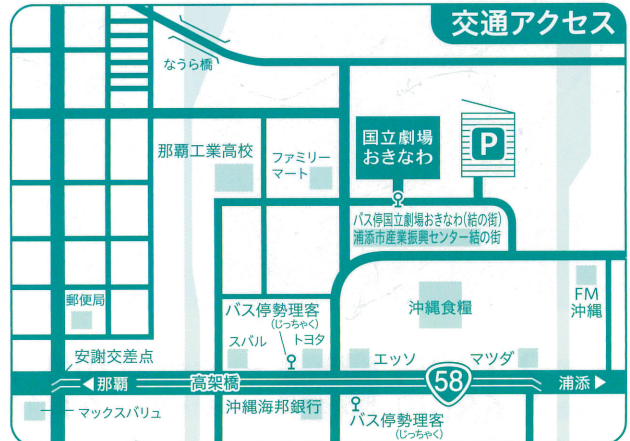 交通アクセス
なうら橋
那覇工業高校
ファミリー
マート
国立劇場
おきなわ
P
バス停国立劇場おきなわ(結の街)
浦添市産業振興センター結の街
郵便局
バス停勢理客
(じっちゃく)
スバル
トヨタ
沖縄食糧
FM
沖縄
安謝交差点
エッソ
マツダ
◀那覇
高架橋
58
浦添▶
マックスバリュ
沖縄海邦銀行
バス停勢理客
(じっちゃく)